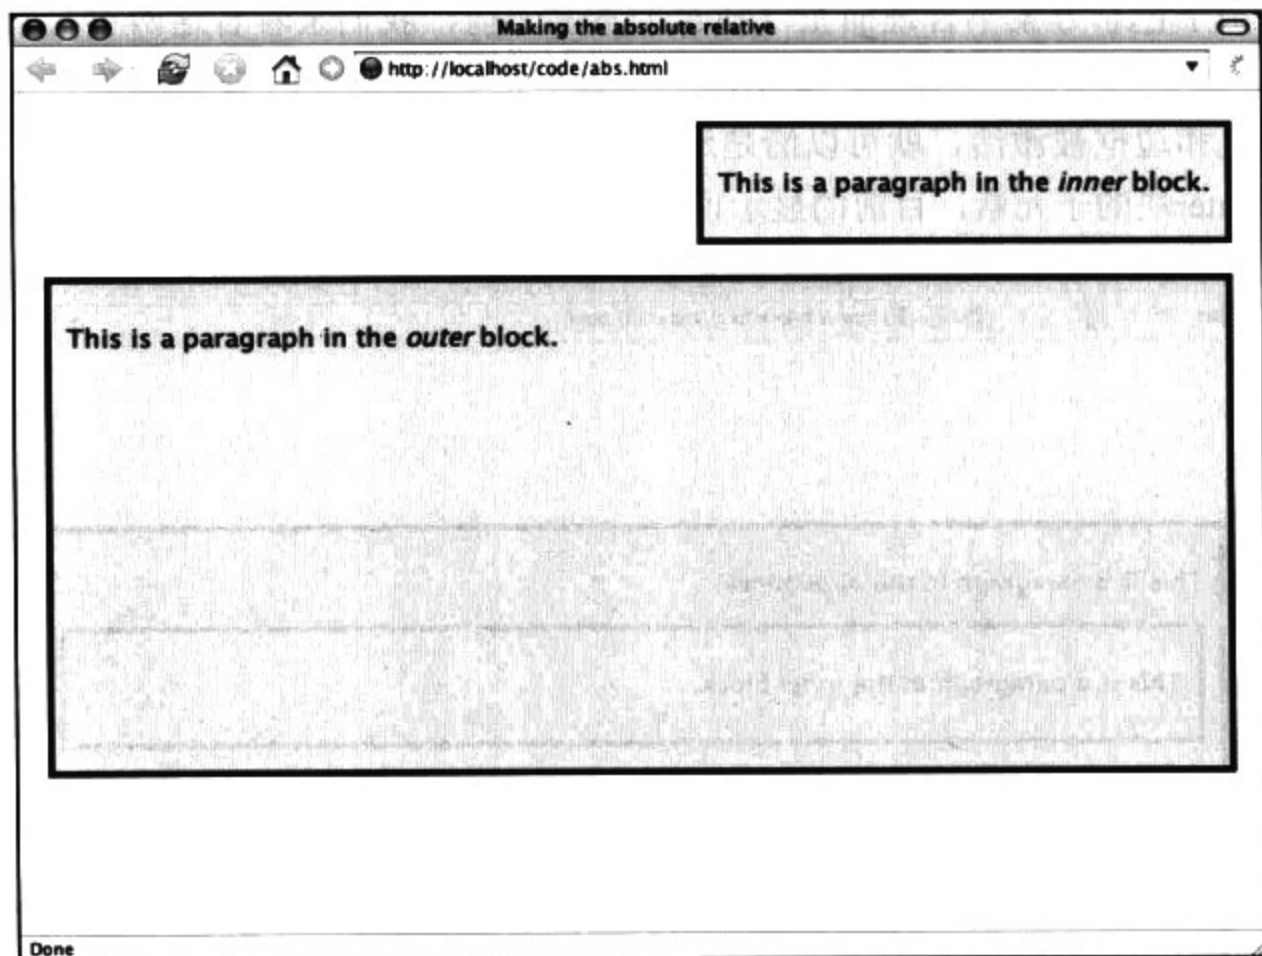 Making the absolute relative
http://localhost/code/abs.html
This is a paragraph in the inner block.
This is a paragraph in the outer block.
Done